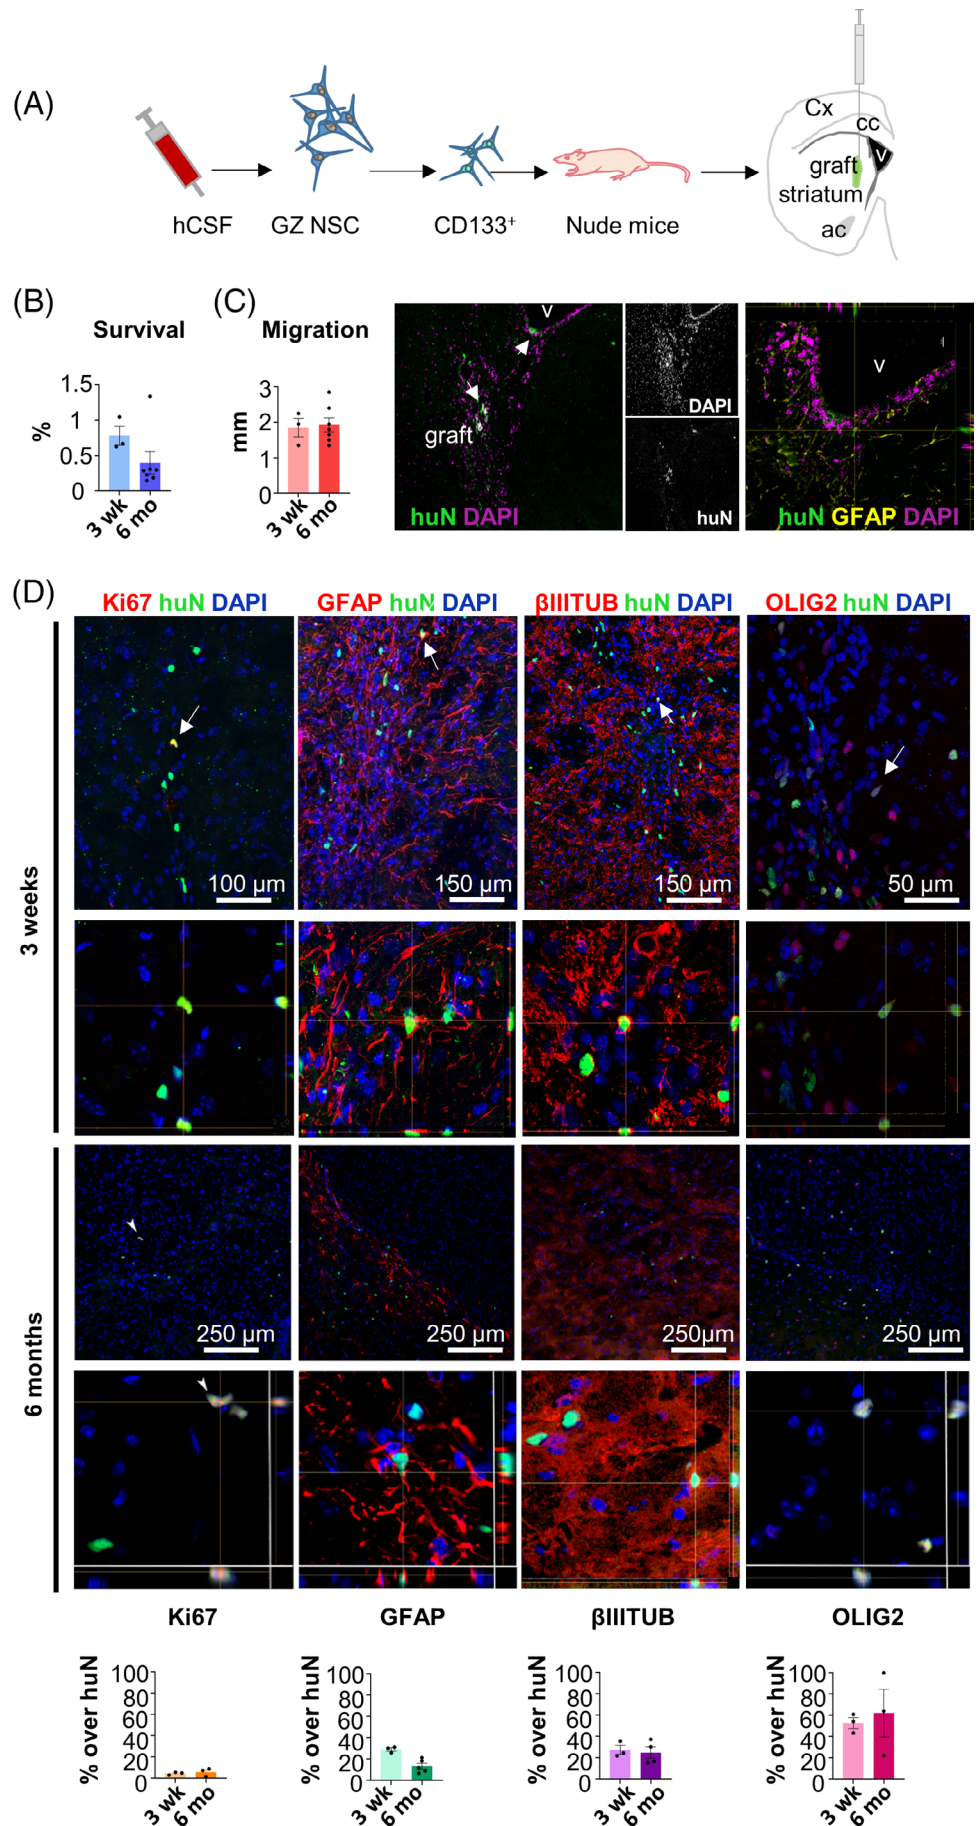 (A)
hCSF
GZ NSC
CD133+
Nude mice
Cx
cc
V
graft
striatum
ac
(B)
Survival
%
1.5
1
0.5
0
3 wk
6 mo
(C)
Migration
mm
3
2
1
0
3 wk
6 mo
V
graft
huN DAPI
DAPI
huN
V
huN GFAP DAPI
(D)
Ki67 huN DAPI
GFAP huN DAPI
βIIITUB huN DAPI
OLIG2 huN DAPI
3 weeks
100 µm
150 µm
150 µm
50 µm
6 months
250 µm
250 µm
250µm
250 µm
Ki67
GFAP
βIIITUB
OLIG2
% over huN
100
80
60
40
20
0
3 wk
6 mo
% over huN
100
80
60
40
20
0
3 wk
6 mo
% over huN
100
80
60
40
20
0
3 wk
6 mo
% over huN
100
80
60
40
20
0
3 wk
6 mo